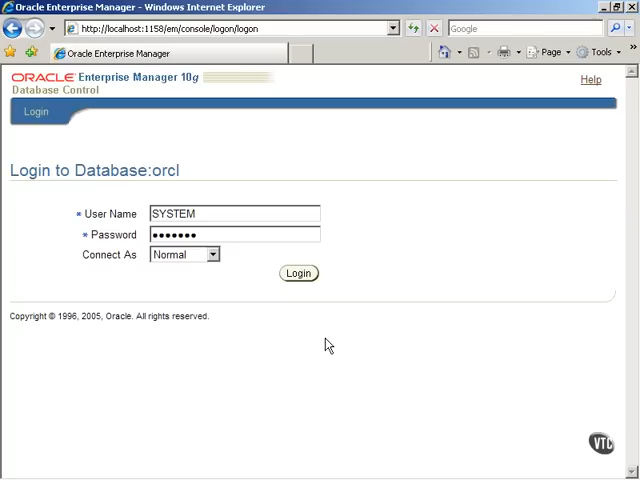 Oracle Enterprise Manager - Windows Internet Explorer
http://localhost:1158/em/console/logon/logon
Google
Oracle Enterprise Manager
Page
Tools
ORACLE Enterprise Manager 10g
Database Control
Help
Login
Login to Database:orcl
* User Name SYSTEM
* Password •••••••
Connect As Normal
Login
Copyright © 1996, 2005, Oracle. All rights reserved.
VTC